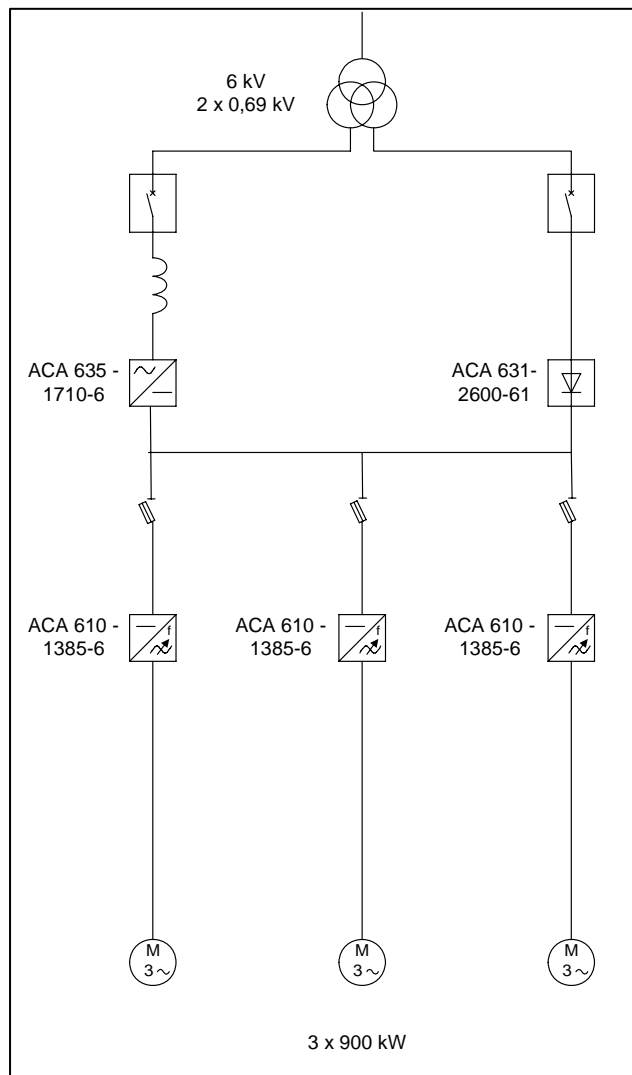 6 kV
2 x 0,69 kV
ACA 635 -
1710-6
ACA 631-
2600-61
ACA 610 -
1385-6
f
ACA 610 -
1385-6
f
ACA 610 -
1385-6
f
M
3 ~
M
3 ~
M
3 ~
3 x 900 kW